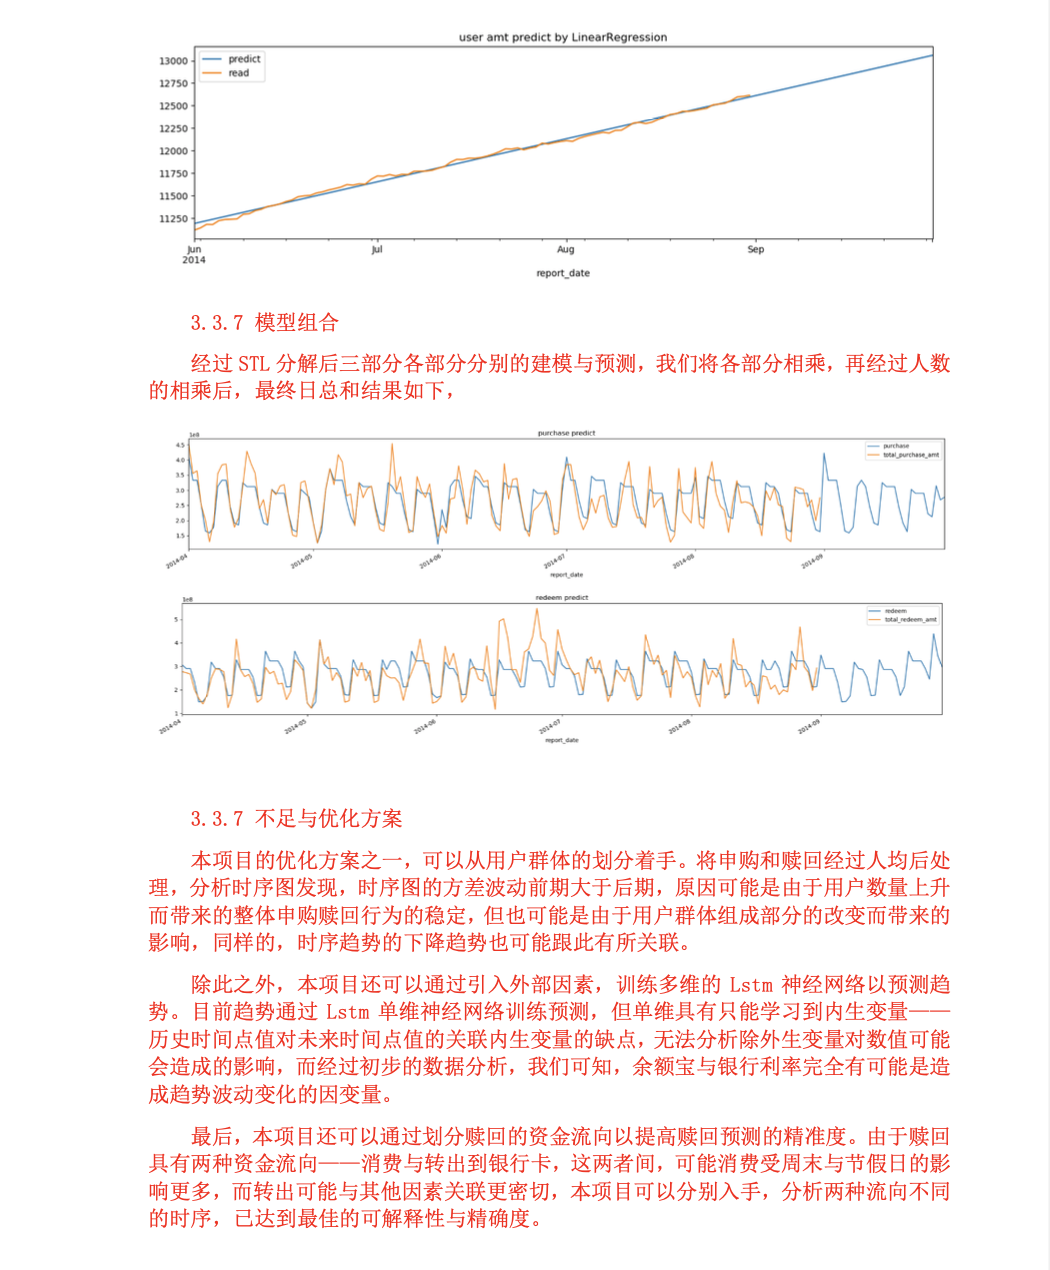 user amt predict by LinearRegression
predict
read
13000
12750
12500
12250
12000
11750
11500
11250
Jun
2014
Jul
Aug
Sep
report_date
3.3.7 模型组合
经过 STL 分解后三部分各部分分别的建模与预测，我们将各部分相乘，再经过人数
的相乘后，最终日总和结果如下，
purchase predict
1e8
purchase
total_purchase_amt
4.5
4.0
3.5
3.0
2.5
2.0
1.5
2014-04
2014-05
2014-06
2014-07
2014-08
2014-09
report_date
redeem predict
1e8
redeem
total_redeem_amt
5
4
3
2
1
2014-04
2014-05
2014-06
2014-07
2014-08
2014-09
report_date
3.3.7 不足与优化方案
本项目的优化方案之一，可以从用户群体的划分着手。将申购和赎回经过人均后处
理，分析时序图发现，时序图的方差波动前期大于后期，原因可能是由于用户数量上升
而带来的整体申购赎回行为的稳定，但也可能是由于用户群体组成部分的改变而带来的
影响，同样的，时序趋势的下降趋势也可能跟此有所关联。
除此之外，本项目还可以通过引入外部因素，训练多维的 Lstm 神经网络以预测趋
势。目前趋势通过 Lstm 单维神经网络训练预测，但单维具有只能学习到内生变量——
历史时间点值对未来时间点值的关联内生变量的缺点，无法分析除外生变量对数值可能
会造成的影响，而经过初步的数据分析，我们可知，余额宝与银行利率完全有可能是造
成趋势波动变化的因变量。
最后，本项目还可以通过划分赎回的资金流向以提高赎回预测的精准度。由于赎回
具有两种资金流向——消费与转出到银行卡，这两者间，可能消费受周末与节假日的影
响更多，而转出可能与其他因素关联更密切，本项目可以分别入手，分析两种流向不同
的时序，已达到最佳的可解释性与精确度。